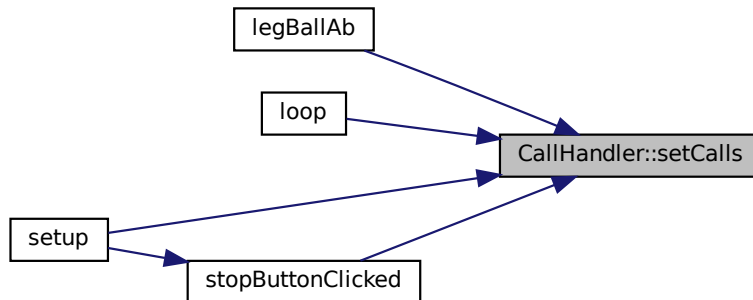 legBallAb
loop
CallHandler::setCalls
setup
stopButtonClicked